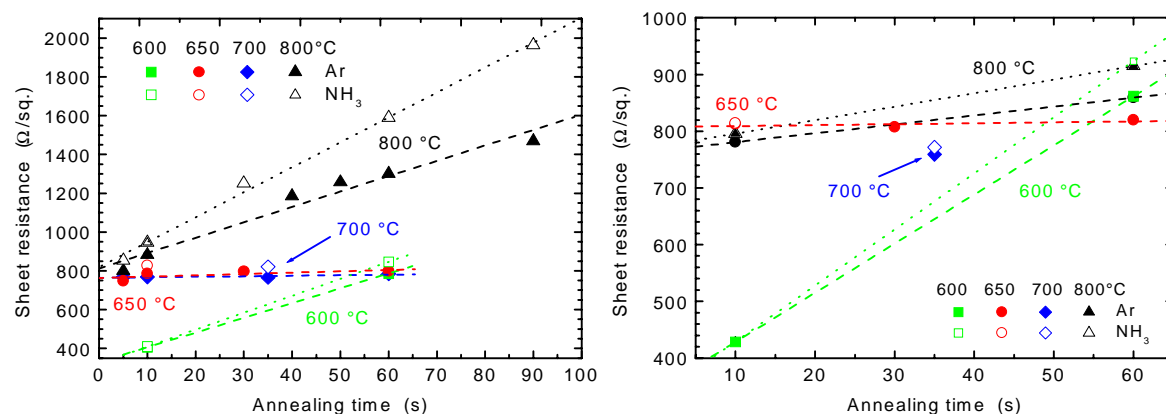 2000
1800
1600
1400
1200
1000
800
600
400
Sheet resistance (Ω/sq.)
600 650 700 800°C
Ar
NH3
800 °C
700 °C
650 °C
600 °C
0 10 20 30 40 50 60 70 80 90 100
Annealing time (s)
1000
900
800
700
600
500
400
Sheet resistance (Ω/sq.)
800 °C
650 °C
700 °C
600 °C
600 650 700 800°C
Ar
NH3
10 20 30 40 50 60
Annealing time (s)